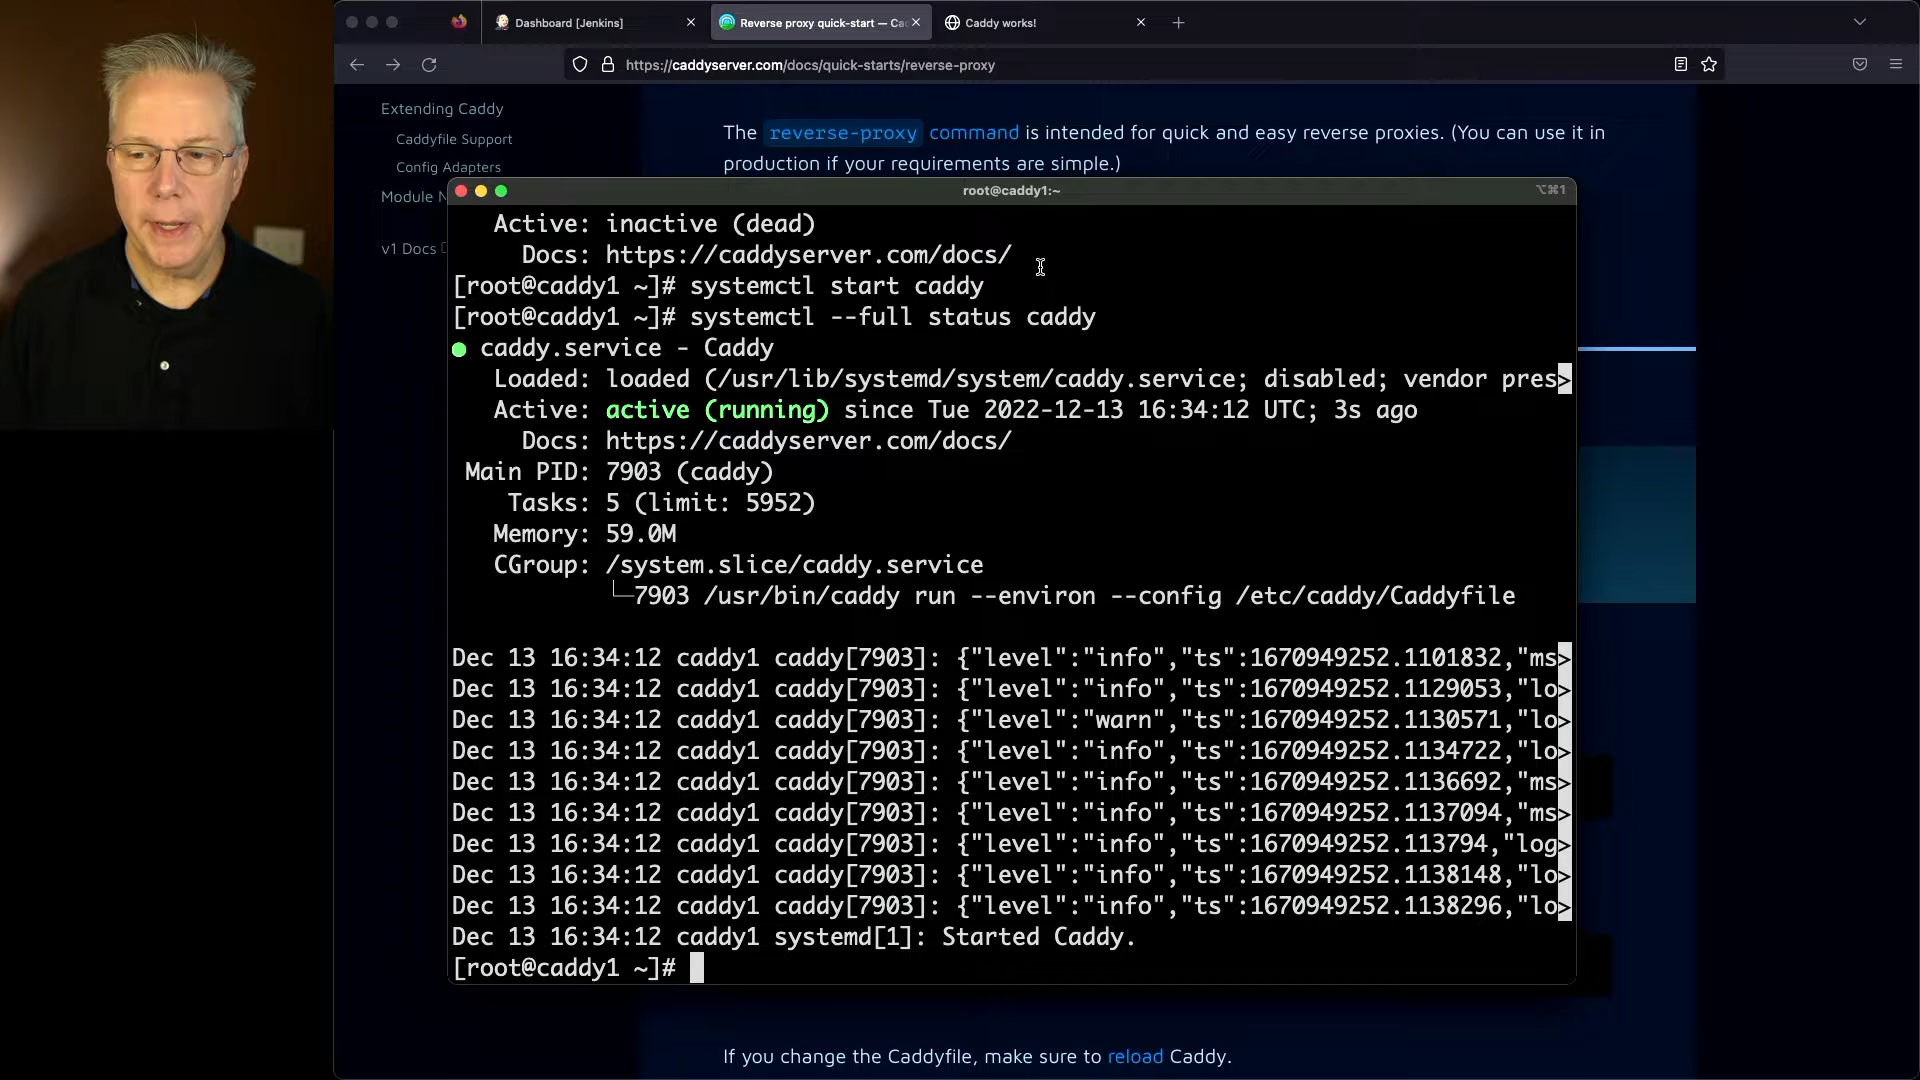 Dashboard [Jenkins]
Reverse proxy quick-start — Ca
Caddy works!
https://caddyserver.com/docs/quick-starts/reverse-proxy
Extending Caddy
Caddyfile Support
Config Adapters
Module N
v1 Docs
The reverse-proxy command is intended for quick and easy reverse proxies. (You can use it in
production if your requirements are simple.)
root@caddy1:~
⌥⌘1
Active: inactive (dead)
Docs: https://caddyserver.com/docs/
[root@caddy1 ~]# systemctl start caddy
[root@caddy1 ~]# systemctl --full status caddy
● caddy.service - Caddy
Loaded: loaded (/usr/lib/systemd/system/caddy.service; disabled; vendor pres>
Active: active (running) since Tue 2022-12-13 16:34:12 UTC; 3s ago
Docs: https://caddyserver.com/docs/
Main PID: 7903 (caddy)
Tasks: 5 (limit: 5952)
Memory: 59.0M
CGroup: /system.slice/caddy.service
└─7903 /usr/bin/caddy run --environ --config /etc/caddy/Caddyfile
Dec 13 16:34:12 caddy1 caddy[7903]: {"level":"info","ts":1670949252.1101832,"ms>
Dec 13 16:34:12 caddy1 caddy[7903]: {"level":"info","ts":1670949252.1129053,"lo>
Dec 13 16:34:12 caddy1 caddy[7903]: {"level":"warn","ts":1670949252.1130571,"lo>
Dec 13 16:34:12 caddy1 caddy[7903]: {"level":"info","ts":1670949252.1134722,"lo>
Dec 13 16:34:12 caddy1 caddy[7903]: {"level":"info","ts":1670949252.1136692,"ms>
Dec 13 16:34:12 caddy1 caddy[7903]: {"level":"info","ts":1670949252.1137094,"ms>
Dec 13 16:34:12 caddy1 caddy[7903]: {"level":"info","ts":1670949252.113794,"log>
Dec 13 16:34:12 caddy1 caddy[7903]: {"level":"info","ts":1670949252.1138148,"lo>
Dec 13 16:34:12 caddy1 caddy[7903]: {"level":"info","ts":1670949252.1138296,"lo>
Dec 13 16:34:12 caddy1 systemd[1]: Started Caddy.
[root@caddy1 ~]#
If you change the Caddyfile, make sure to reload Caddy.